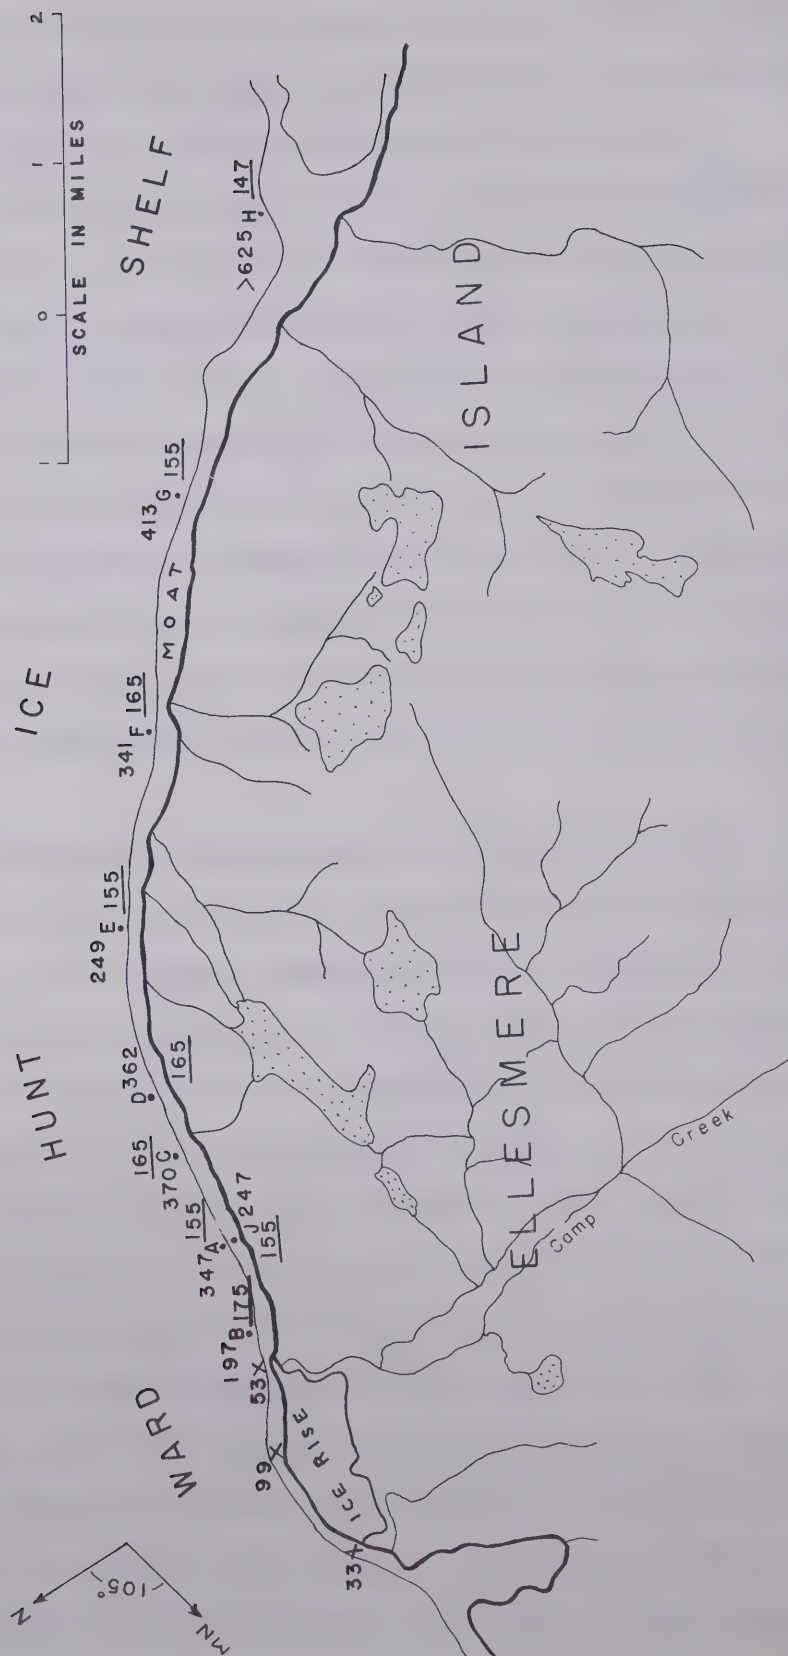 WARD HUNT ICE SHELF
N
105°
MN
1 0 1 2
SCALE IN MILES
33
99
53
197 B 175
347 A 155
J 247
155
370 C 165
D 362
165
249 E 155
341 F 165
MOAT
413 G 155
>625 H 147
ICE RISE
Camp Creek
ELLESMERE ISLAND